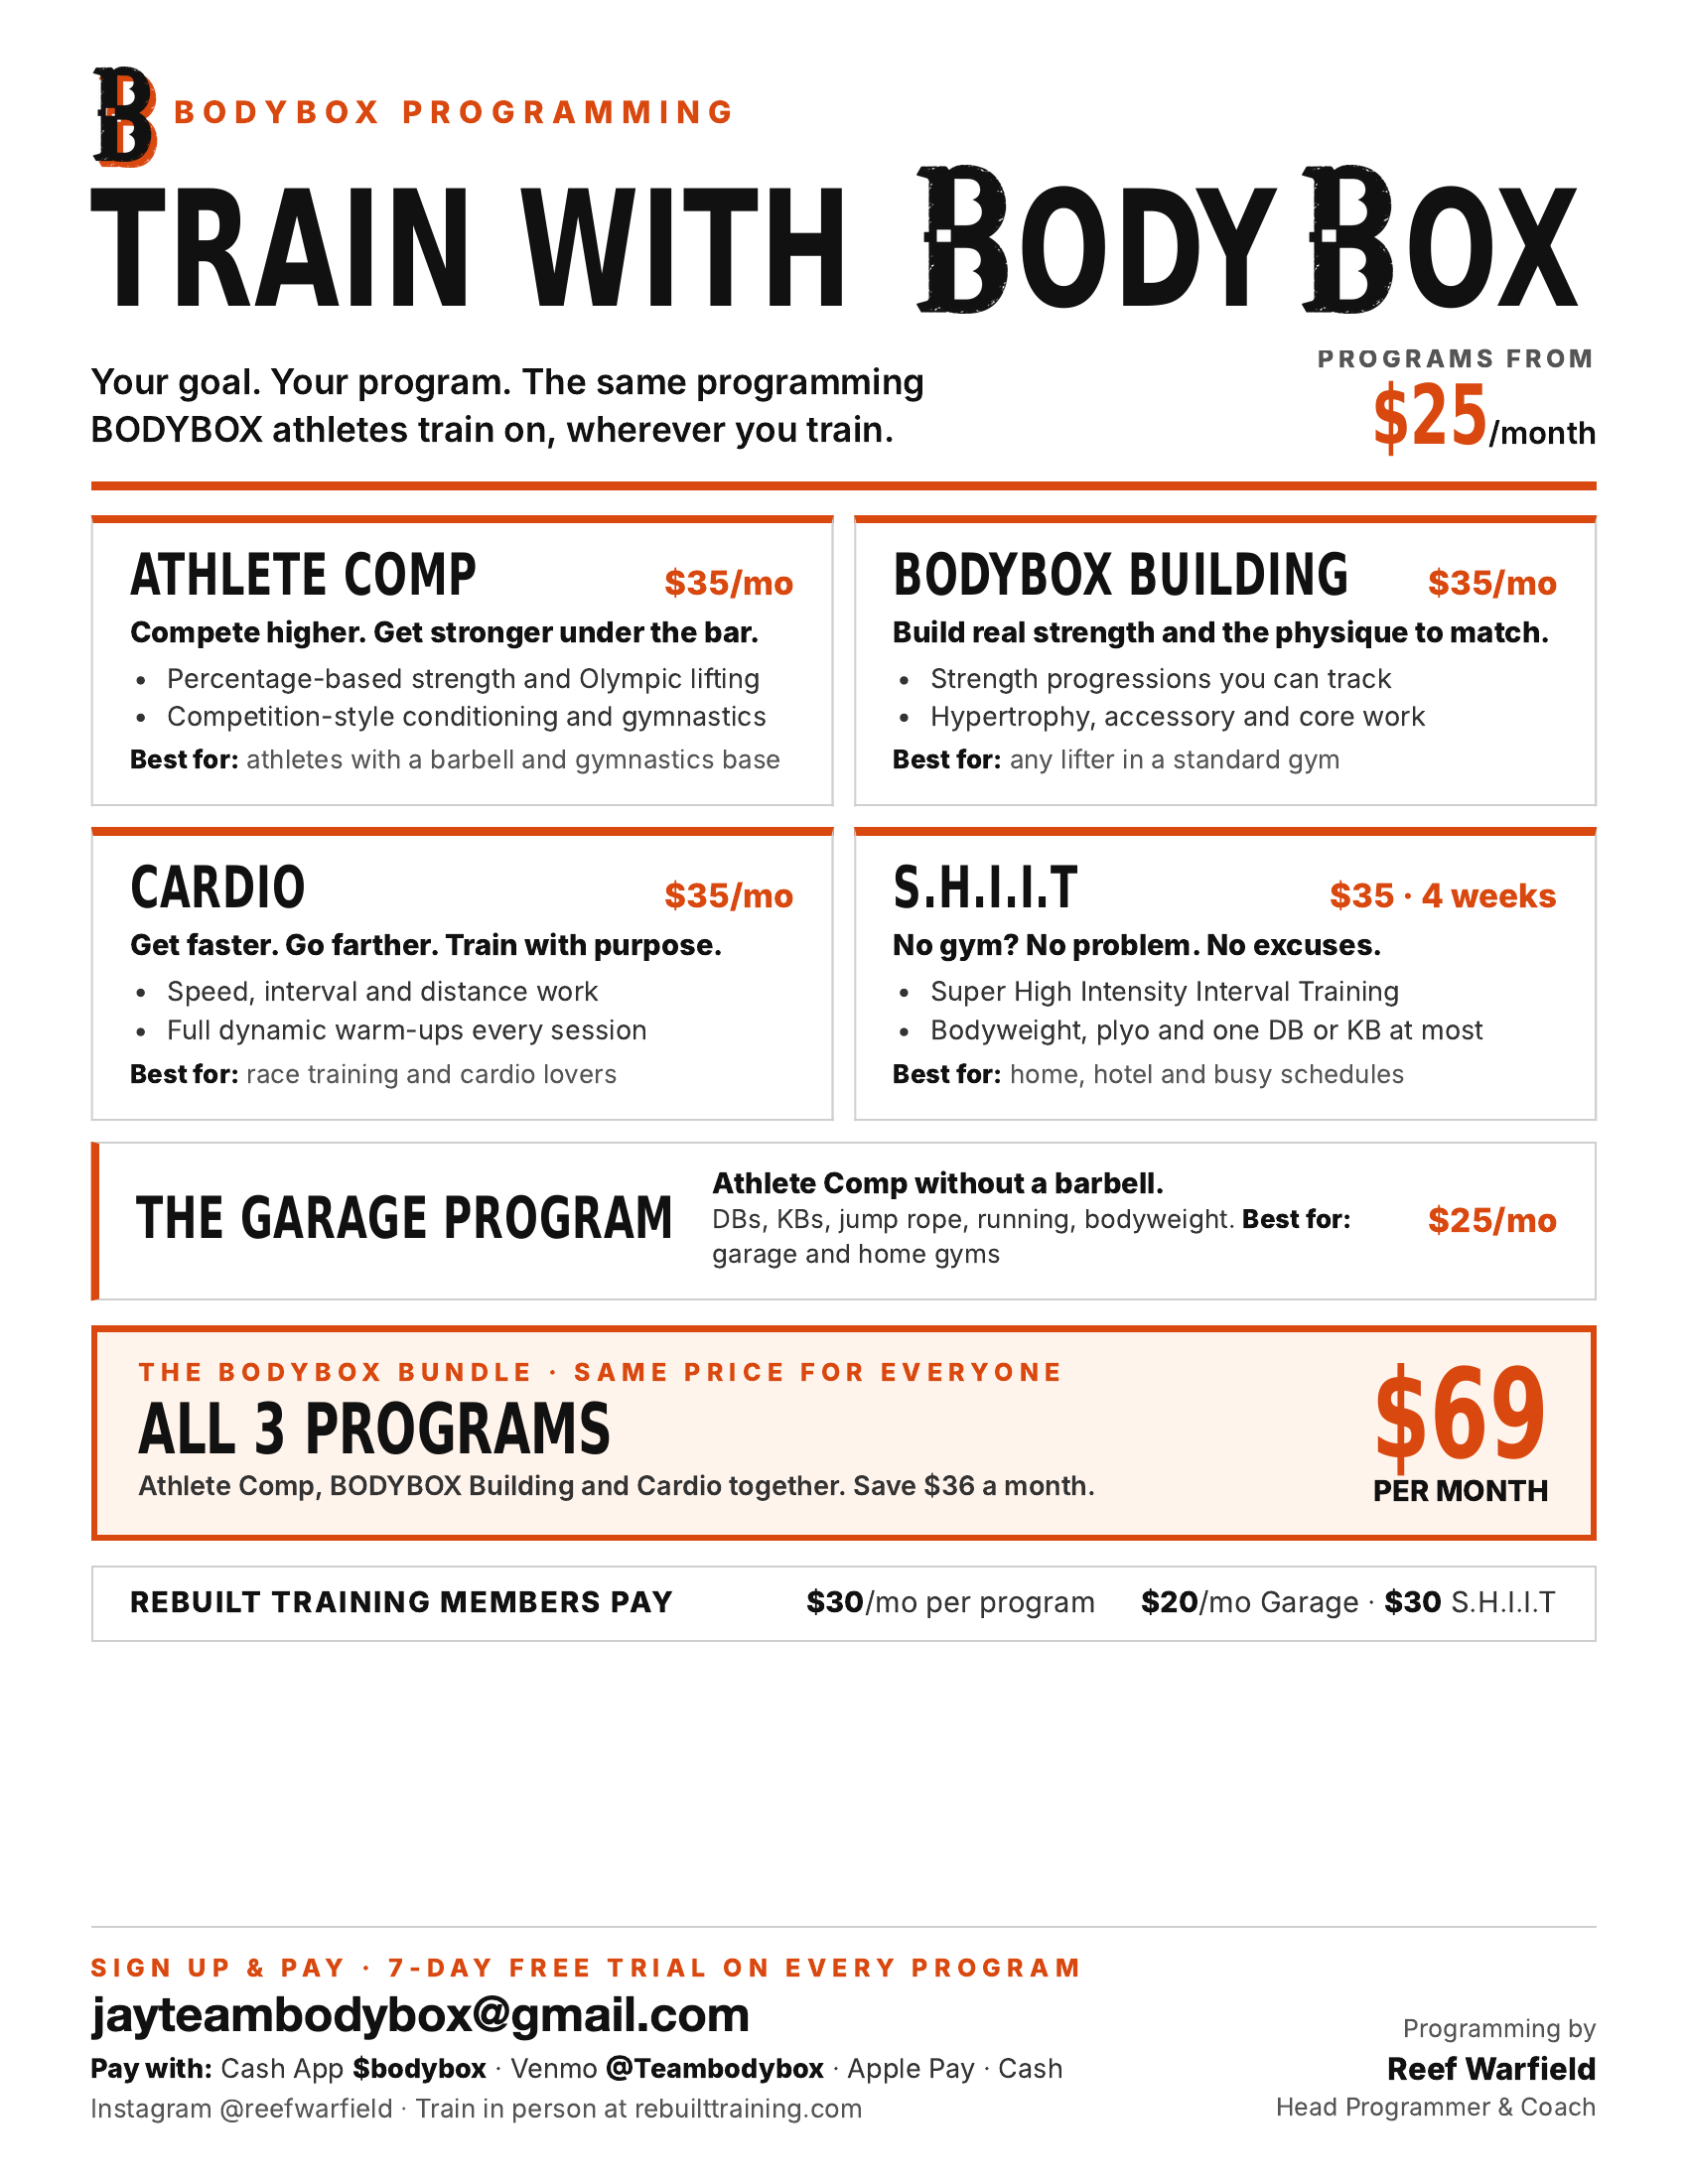 B BODYBOX PROGRAMMING
TRAIN WITH BODYBOX
Your goal. Your program. The same programming
BODYBOX athletes train on, wherever you train.
PROGRAMS FROM
$25/month
ATHLETE COMP $35/mo
Compete higher. Get stronger under the bar.
• Percentage-based strength and Olympic lifting
• Competition-style conditioning and gymnastics
Best for: athletes with a barbell and gymnastics base
BODYBOX BUILDING $35/mo
Build real strength and the physique to match.
• Strength progressions you can track
• Hypertrophy, accessory and core work
Best for: any lifter in a standard gym
CARDIO $35/mo
Get faster. Go farther. Train with purpose.
• Speed, interval and distance work
• Full dynamic warm-ups every session
Best for: race training and cardio lovers
S.H.I.I.T $35 · 4 weeks
No gym? No problem. No excuses.
• Super High Intensity Interval Training
• Bodyweight, plyo and one DB or KB at most
Best for: home, hotel and busy schedules
THE GARAGE PROGRAM
Athlete Comp without a barbell.
DBs, KBs, jump rope, running, bodyweight. Best for:
garage and home gyms
$25/mo
THE BODYBOX BUNDLE · SAME PRICE FOR EVERYONE
ALL 3 PROGRAMS
Athlete Comp, BODYBOX Building and Cardio together. Save $36 a month.
$69
PER MONTH
REBUILT TRAINING MEMBERS PAY $30/mo per program $20/mo Garage · $30 S.H.I.I.T
SIGN UP & PAY · 7-DAY FREE TRIAL ON EVERY PROGRAM
jayteambodybox@gmail.com
Pay with: Cash App $bodybox · Venmo @Teambodybox · Apple Pay · Cash
Instagram @reefwarfield · Train in person at rebuilttraining.com
Programming by
Reef Warfield
Head Programmer & Coach